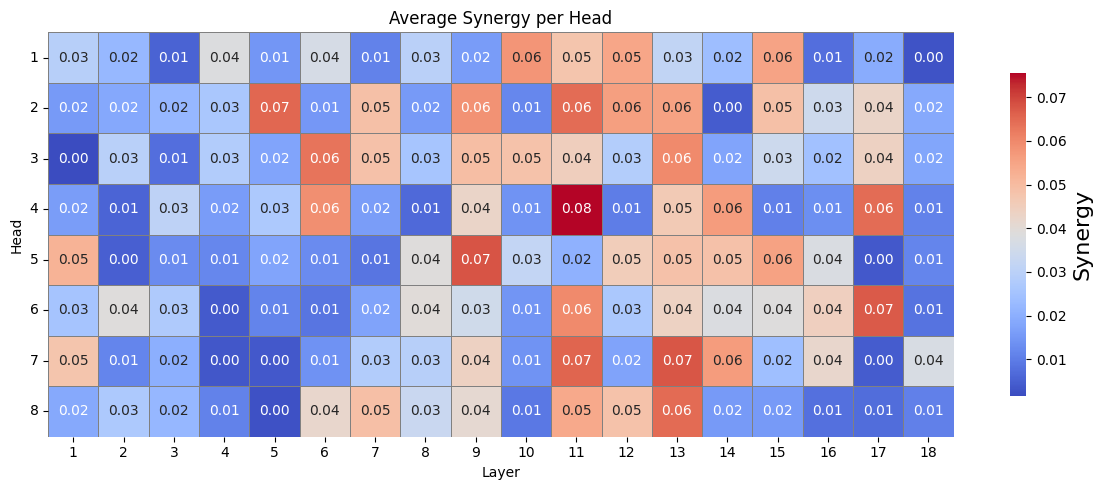 Average Synergy per Head
1 0.03 0.02 0.01 0.04 0.01 0.04 0.01 0.03 0.02 0.06 0.05 0.05 0.03 0.02 0.06 0.01 0.02 0.00
2 0.02 0.02 0.02 0.03 0.07 0.01 0.05 0.02 0.06 0.01 0.06 0.06 0.06 0.00 0.05 0.03 0.04 0.02
3 0.00 0.03 0.01 0.03 0.02 0.06 0.05 0.03 0.05 0.05 0.04 0.03 0.06 0.02 0.03 0.02 0.04 0.02
4 0.02 0.01 0.03 0.02 0.03 0.06 0.02 0.01 0.04 0.01 0.08 0.01 0.05 0.06 0.01 0.01 0.06 0.01
5 0.05 0.00 0.01 0.01 0.02 0.01 0.01 0.04 0.07 0.03 0.02 0.05 0.05 0.05 0.06 0.04 0.00 0.01
6 0.03 0.04 0.03 0.00 0.01 0.01 0.02 0.04 0.03 0.01 0.06 0.03 0.04 0.04 0.04 0.04 0.07 0.01
7 0.05 0.01 0.02 0.00 0.00 0.01 0.03 0.03 0.04 0.01 0.07 0.02 0.07 0.06 0.02 0.04 0.00 0.04
8 0.02 0.03 0.02 0.01 0.00 0.04 0.05 0.03 0.04 0.01 0.05 0.05 0.06 0.02 0.02 0.01 0.01 0.01
1 2 3 4 5 6 7 8 9 10 11 12 13 14 15 16 17 18
Layer
Head
0.07
0.06
0.05
0.04
0.03
0.02
0.01
Synergy